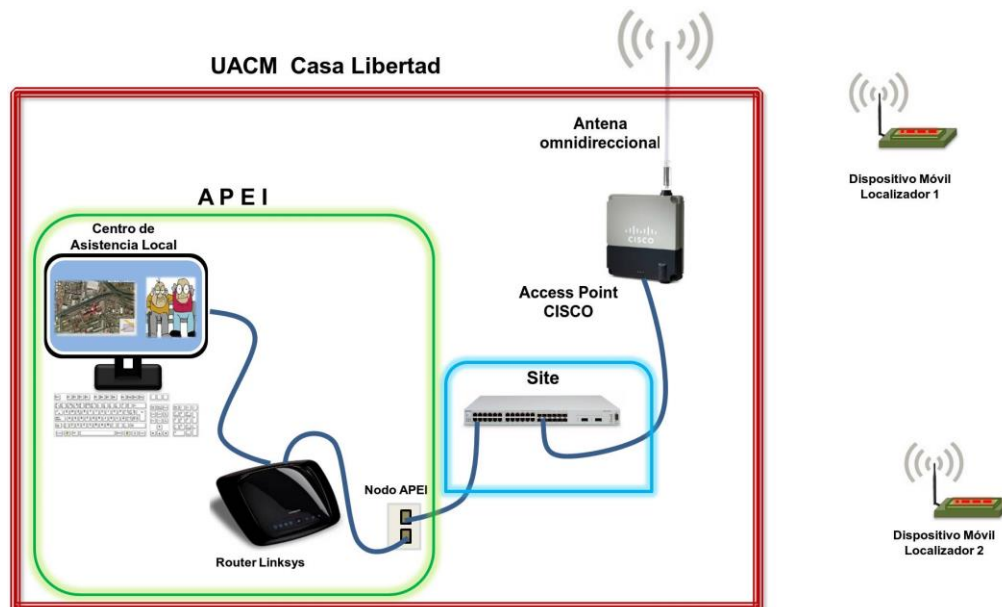 UACM Casa Libertad
Antena
omnidireccional
Dispositivo Móvil
Localizador 1
A P E I
Centro de
Asistencia Local
CISCO
Access Point
CISCO
Site
Nodo APEI
Router Linksys
Dispositivo Móvil
Localizador 2